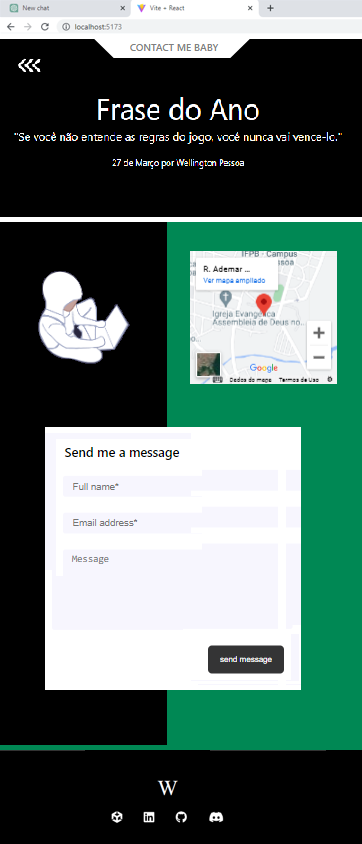 New chat
Vite + React
localhost:5173
CONTACT ME BABY
Frase do Ano
"Se você não entende as regras do jogo, você nunca vai vence-lo."
27 de Março por Wellington Pessoa
IFPB - Campus
Pessoa
R. Ademar ...
Ver mapa ampliado
Igreja Evangélica
Assembleia de Deus no...
Google
Dados do mapa
Termos de Uso
Send me a message
Full name*
Email address*
Message
send message
W